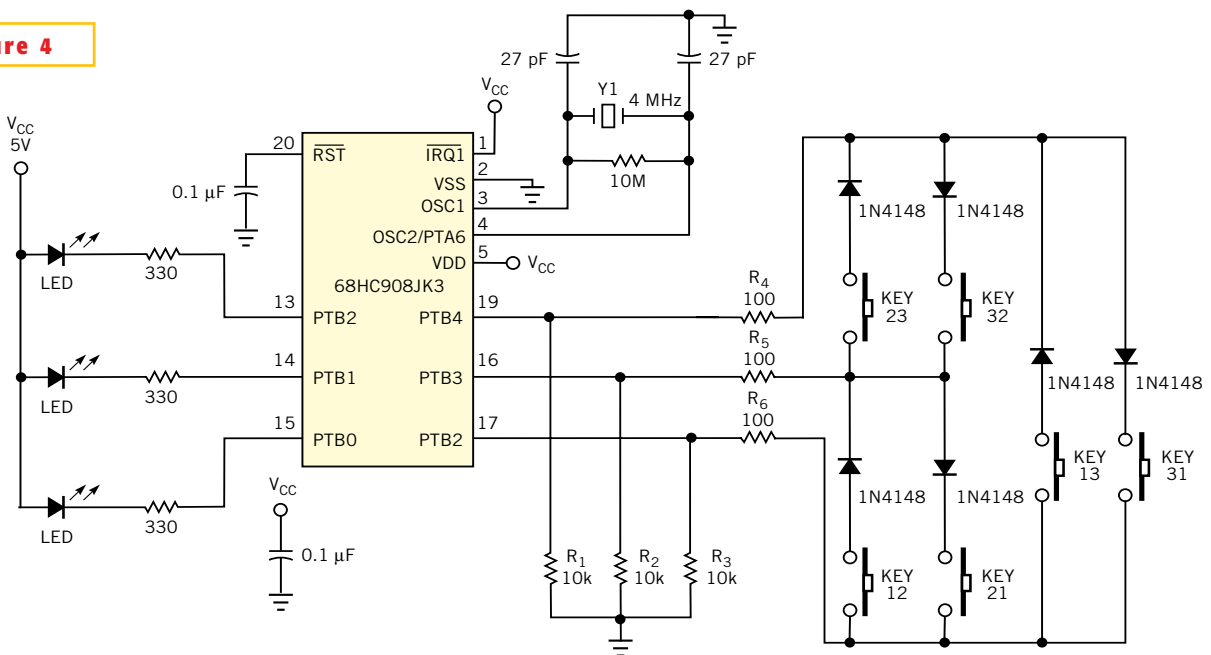 ure 4
27 pF
27 pF
Y1
4 MHz
10M
VCC
VCC
5V
20
RST
IRQ1
1
0.1 µF
VSS
2
OSC1
3
OSC2/PTA6
4
VDD
5
VCC
68HC908JK3
LED
330
13
PTB2
PTB4
19
R4
100
LED
330
14
PTB1
PTB3
16
R5
100
LED
330
15
PTB0
PTB2
17
R6
100
VCC
0.1 µF
R1
10k
R2
10k
R3
10k
1N4148
1N4148
KEY
23
KEY
32
1N4148
1N4148
1N4148
1N4148
KEY
13
KEY
31
KEY
12
KEY
21